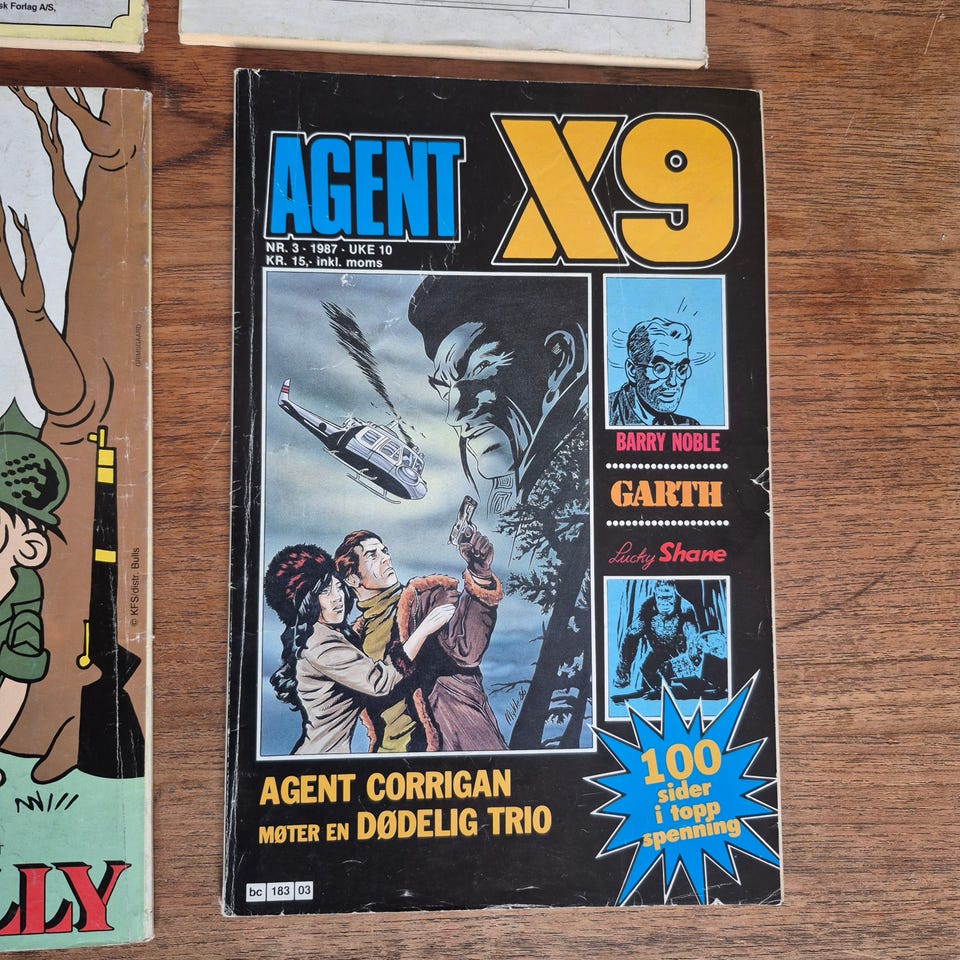 sk Forlag A/S,
AGENT X9
NR. 3 · 1987 · UKE 10
KR. 15,- inkl. moms
BARRY NOBLE
GARTH
Lucky Shane
100
sider
i topp
spenning
AGENT CORRIGAN
MØTER EN DØDELIG TRIO
bc 183 03
GRIMSGAARD
© KFS/distr. Bulls
LLY